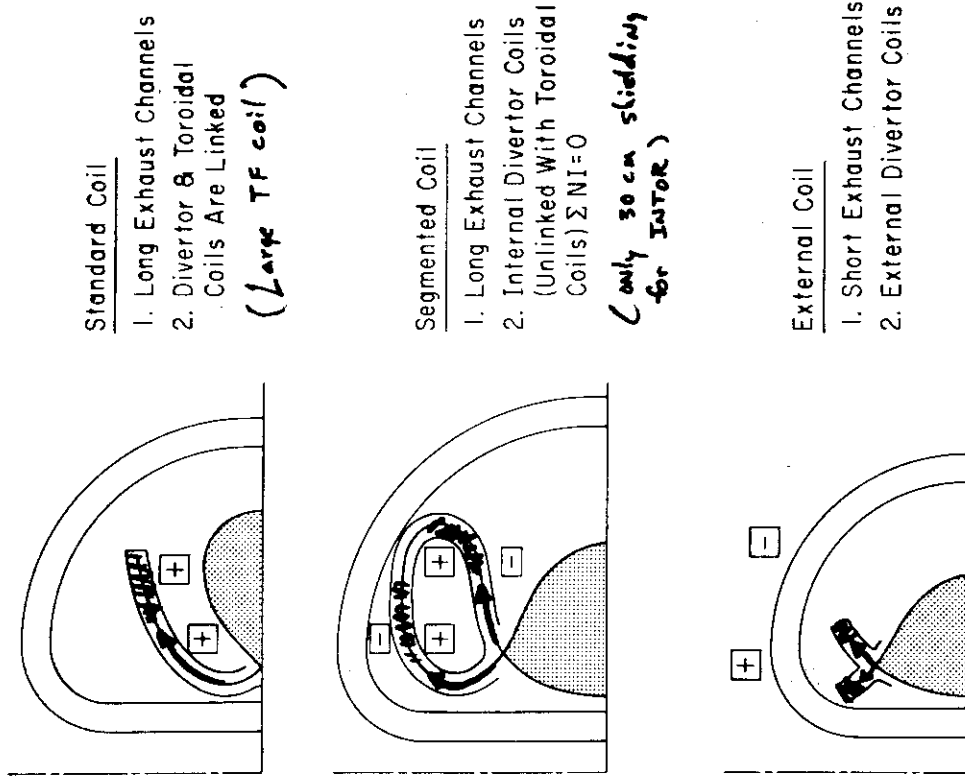 Standard Coil
1. Long Exhaust Channels
2. Divertor & Toroidal
Coils Are Linked
(Large TF coil)
+
+
Segmented Coil
1. Long Exhaust Channels
2. Internal Divertor Coils
(Unlinked With Toroidal
Coils) Σ NI=0
(only 30 cm shielding
for INTOR)
-
+
+
-
External Coil
1. Short Exhaust Channels
2. External Divertor Coils
+
-